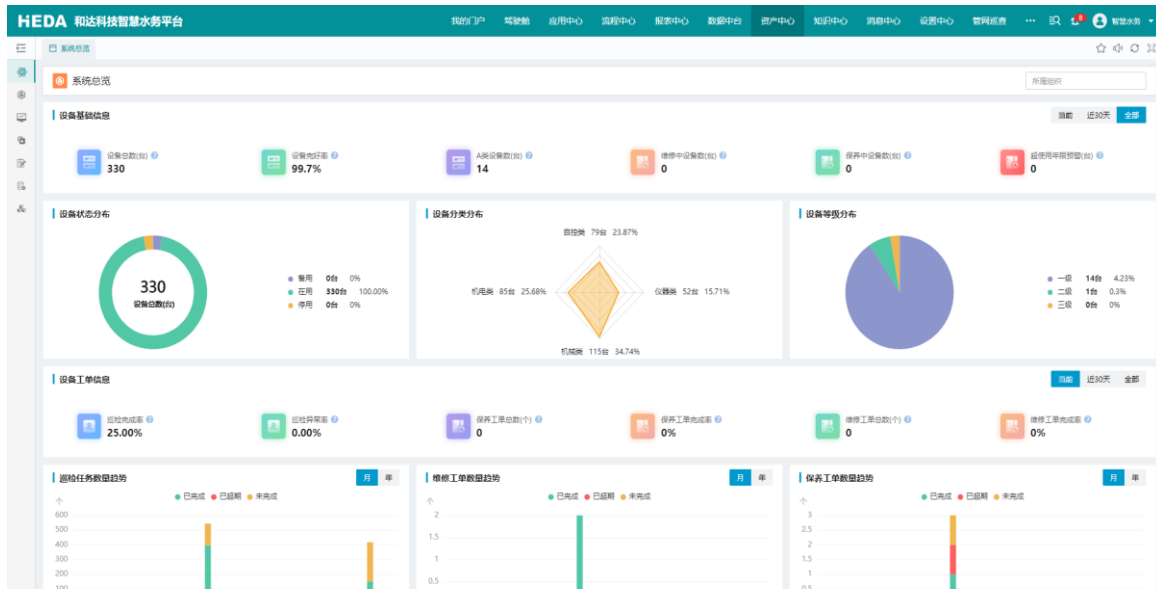 HEDA 和达科技智慧水务平台
我的门户 驾驶舱 应用中心 流程中心 报表中心 数据中台 资产中心 知识中心 消息中心 设置中心 管网巡查 ... 8 智慧水务
系统总览
系统总览
所属组织
设备基础信息
当前 近30天 全部
设备总数(台) 设备完好率 A类设备数(台) 维修中设备数(台) 保养中设备数(台) 超使用年限预警(台)
330 99.7% 14 0 0 0
设备状态分布 设备分类分布 设备等级分布
自控类 79台 23.87%
330
设备总数(台)
备用 0台 0%
在用 330台 100.00%
停用 0台 0%
机电类 85台 25.68%
仪器类 52台 15.71%
机械类 115台 34.74%
一级 14台 4.23%
二级 1台 0.3%
三级 0台 0%
设备工单信息
当前 近30天 全部
巡检完成率 巡检异常率 保养工单总数(个) 保养工单完成率 维修工单总数(个) 维修工单完成率
25.00% 0.00% 0 0% 0 0%
巡检任务数量趋势 月 年
个
已完成 已超期 未完成
600
500
400
300
200
100
维修工单数量趋势 月 年
个
已完成 已超期 未完成
2
1.5
1
0.5
保养工单数量趋势 月 年
个
已完成 已超期 未完成
3
2.5
2
1.5
1
0.5